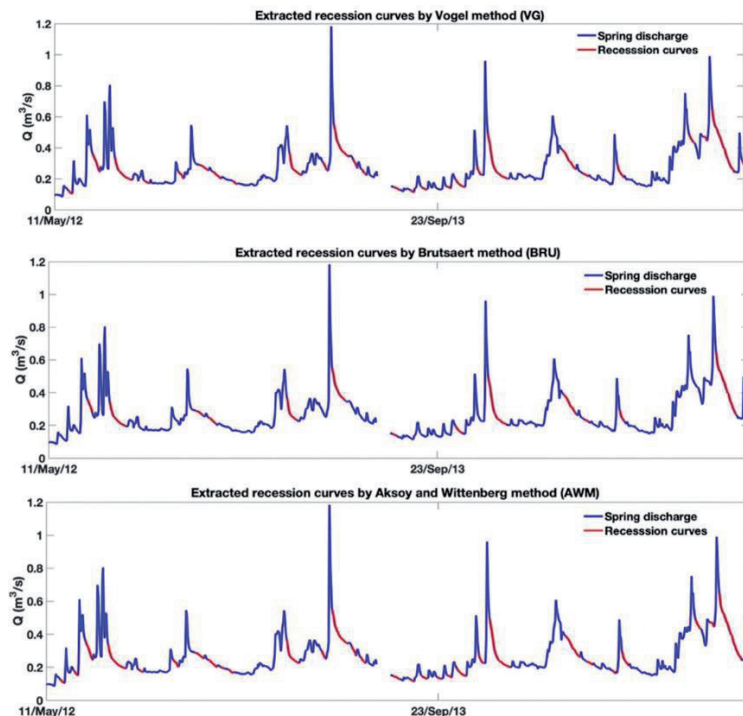 Extracted recession curves by Vogel method (VG)
1.2
1
0.8
0.6
0.4
0.2
0
Q (m³/s)
Spring discharge
Recesssion curves
11/May/12
23/Sep/13
Extracted recession curves by Brutsaert method (BRU)
1.2
1
0.8
0.6
0.4
0.2
0
Q (m³/s)
Spring discharge
Recesssion curves
11/May/12
23/Sep/13
Extracted recession curves by Aksoy and Wittenberg method (AWM)
1.2
1
0.8
0.6
0.4
0.2
0
Q (m³/s)
Spring discharge
Recesssion curves
11/May/12
23/Sep/13